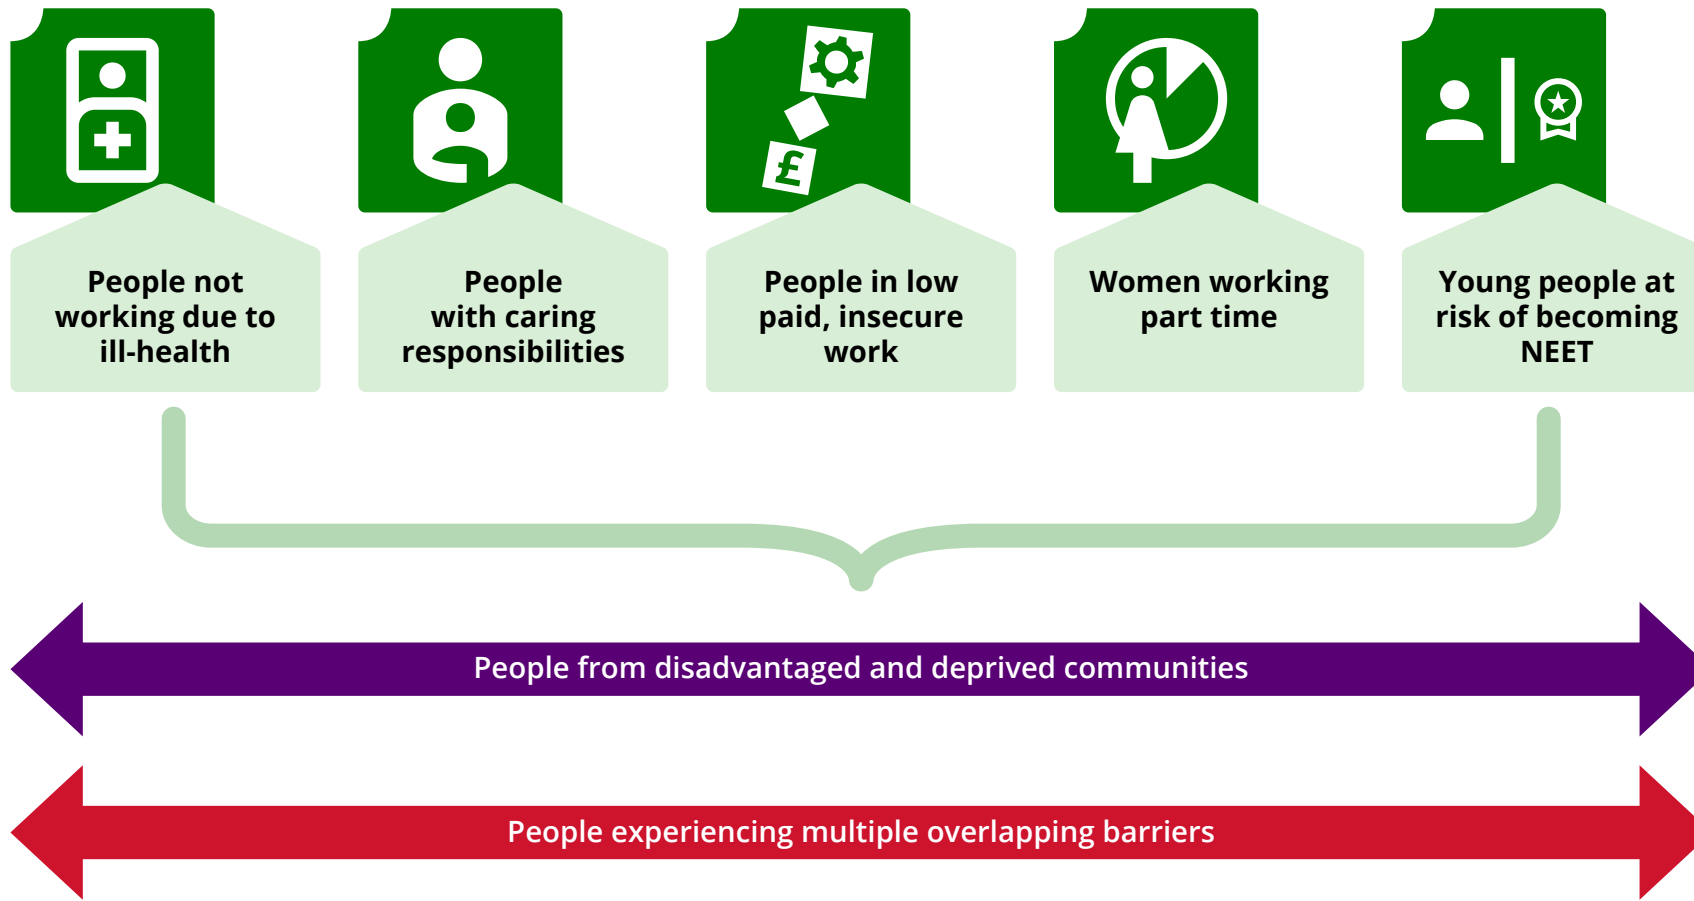 £
People not
working due to
ill-health
People
with caring
responsibilities
People in low
paid, insecure
work
Women working
part time
Young people at
risk of becoming
NEET
People from disadvantaged and deprived communities
People experiencing multiple overlapping barriers